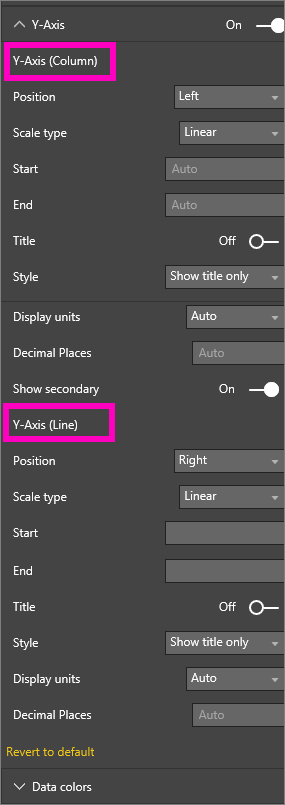 Y-Axis On
Y-Axis (Column)
Position Left
Scale type Linear
Start Auto
End Auto
Title Off
Style Show title only
Display units Auto
Decimal Places Auto
Show secondary On
Y-Axis (Line)
Position Right
Scale type Linear
Start
End
Title Off
Style Show title only
Display units Auto
Decimal Places Auto
Revert to default
Data colors